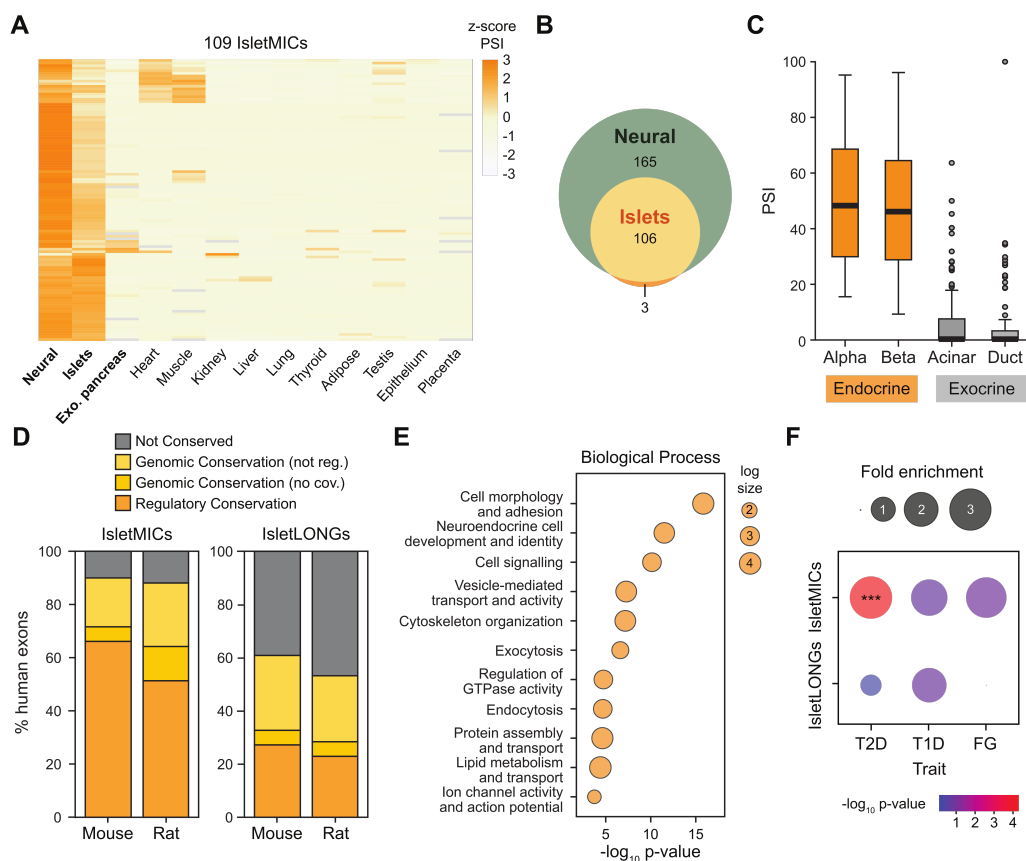 A
109 IsletMICs
z-score
PSI
3
2
1
0
-1
-2
-3
Neural
Islets
Exo. pancreas
Heart
Muscle
Kidney
Liver
Lung
Thyroid
Adipose
Testis
Epithelium
Placenta
B
Neural
165
Islets
106
3
C
PSI
100
80
60
40
20
0
Alpha
Beta
Acinar
Duct
Endocrine
Exocrine
D
Not Conserved
Genomic Conservation (not reg.)
Genomic Conservation (no cov.)
Regulatory Conservation
IsletMICs
IsletLONGs
% human exons
100
80
60
40
20
0
Mouse
Rat
100
80
60
40
20
0
Mouse
Rat
E
Biological Process
Cell morphology
and adhesion
Neuroendocrine cell
development and identity
Cell signalling
Vesicle-mediated
transport and activity
Cytoskeleton organization
Exocytosis
Regulation of
GTPase activity
Endocytosis
Protein assembly
and transport
Lipid metabolism
and transport
Ion channel activity
and action potential
5
10
15
-log10 p-value
log
size
2
3
4
F
Fold enrichment
1
2
3
IsletMICs
IsletLONGs
***
T2D
T1D
FG
Trait
-log10 p-value
1
2
3
4